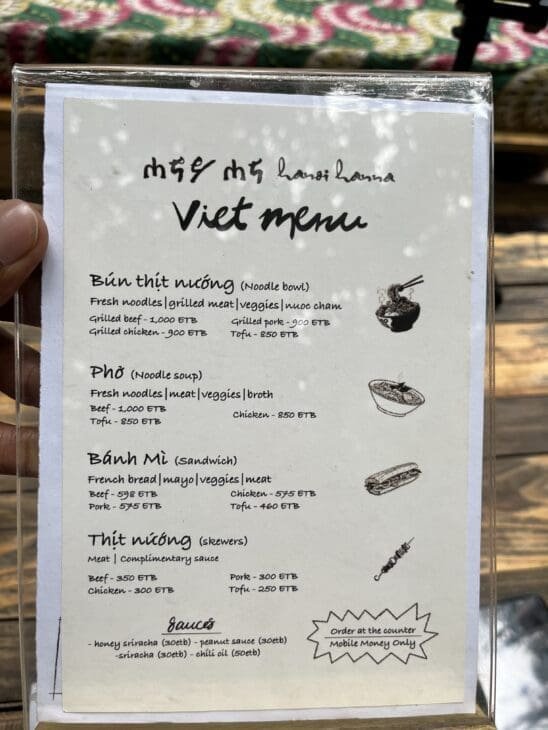 ሐኖይ ሐና hanoi hanna
Viet menu
Bún thịt nướng (Noodle bowl)
Fresh noodles|grilled meat|veggies|nuoc cham
Grilled beef - 1,000 ETB Grilled pork - 900 ETB
Grilled chicken - 900 ETB Tofu - 850 ETB
Phở (Noodle soup)
Fresh noodles|meat|veggies|broth
Beef - 1,000 ETB Chicken - 850 ETB
Tofu - 850 ETB
Bánh Mì (Sandwich)
French bread|mayo|veggies|meat
Beef - 598 ETB Chicken - 575 ETB
Pork - 575 ETB Tofu - 460 ETB
Thịt nướng (skewers)
Meat | Complimentary sauce
Beef - 350 ETB Pork - 300 ETB
Chicken - 300 ETB Tofu - 250 ETB
Sauces
- honey sriracha (30etb) - peanut sauce (30etb)
-sriracha (30etb) - chili oil (50etb)
Order at the counter
Mobile Money Only